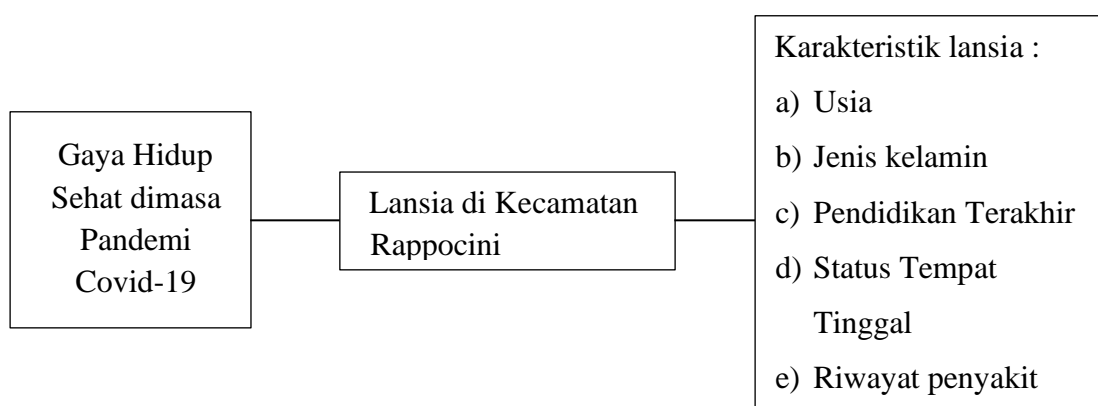 Gaya Hidup
Sehat dimasa
Pandemi
Covid-19
Lansia di Kecamatan
Rappocini
Karakteristik lansia :
a) Usia
b) Jenis kelamin
c) Pendidikan Terakhir
d) Status Tempat
Tinggal
e) Riwayat penyakit